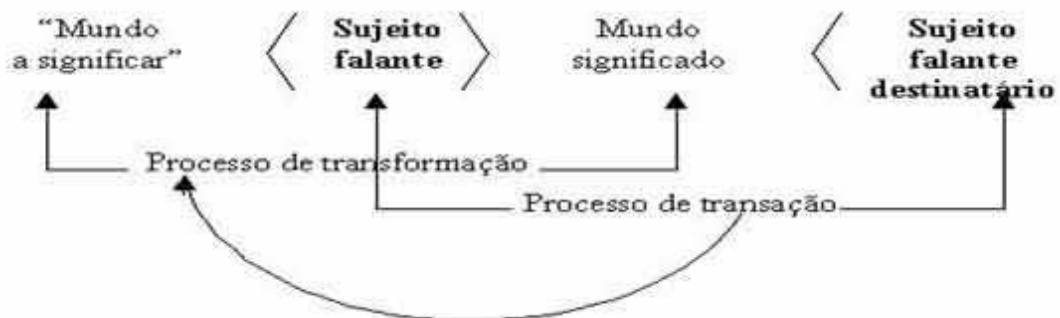 “Mundo
a significar”
Sujeito
falante
Mundo
significado
Sujeito
falante
destinatário
Processo de transformação
Processo de transação